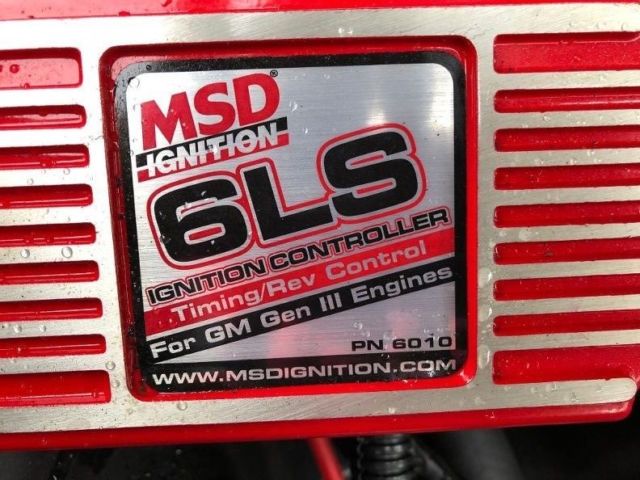 MSD®
IGNITION
6LS
IGNITION CONTROLLER
Timing/Rev Control
For GM Gen III Engines
PN 6010
WWW.MSDIGNITION.COM